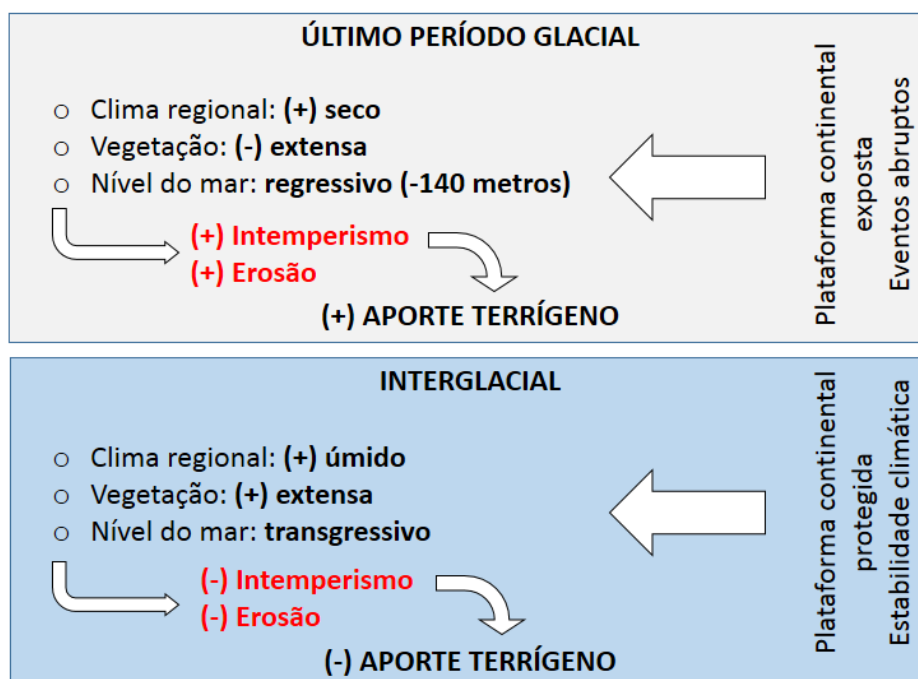 ÚLTIMO PERÍODO GLACIAL
o Clima regional: (+) seco
o Vegetação: (-) extensa
o Nível do mar: regressivo (-140 metros)
(+) Intemperismo
(+) Erosão
(+) APORTE TERRÍGENO
Plataforma continental
exposta
Eventos abruptos
INTERGLACIAL
o Clima regional: (+) úmido
o Vegetação: (+) extensa
o Nível do mar: transgressivo
(-) Intemperismo
(-) Erosão
(-) APORTE TERRÍGENO
Plataforma continental
protegida
Estabilidade climática